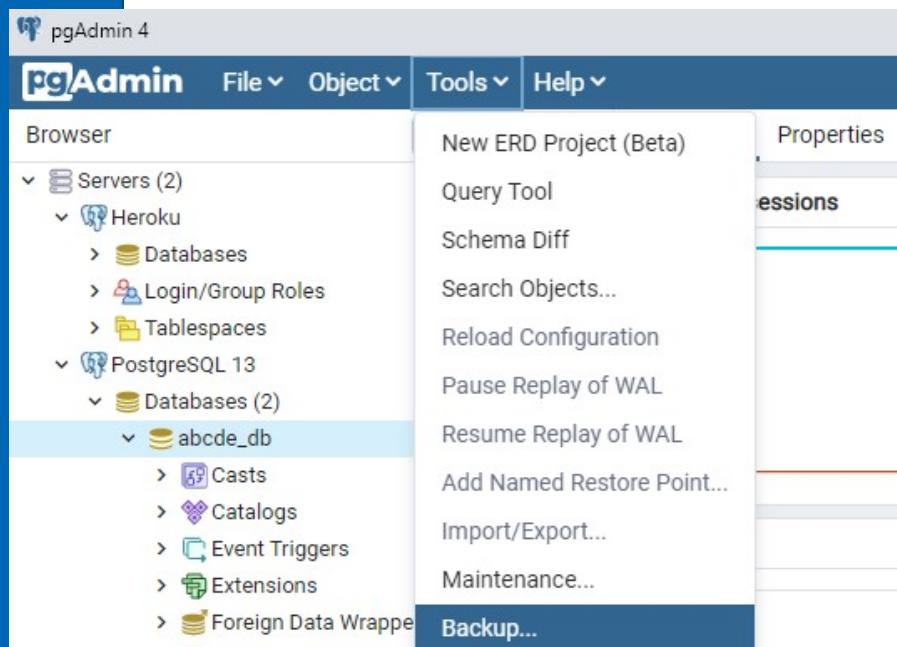 pgAdmin 4
pgAdmin File Object Tools Help
Browser
Servers (2)
Heroku
Databases
Login/Group Roles
Tablespaces
PostgreSQL 13
Databases (2)
abcde_db
Casts
Catalogs
Event Triggers
Extensions
Foreign Data Wrappe
New ERD Project (Beta)
Query Tool
Schema Diff
Search Objects...
Reload Configuration
Pause Replay of WAL
Resume Replay of WAL
Add Named Restore Point...
Import/Export...
Maintenance...
Backup...
Properties
essions